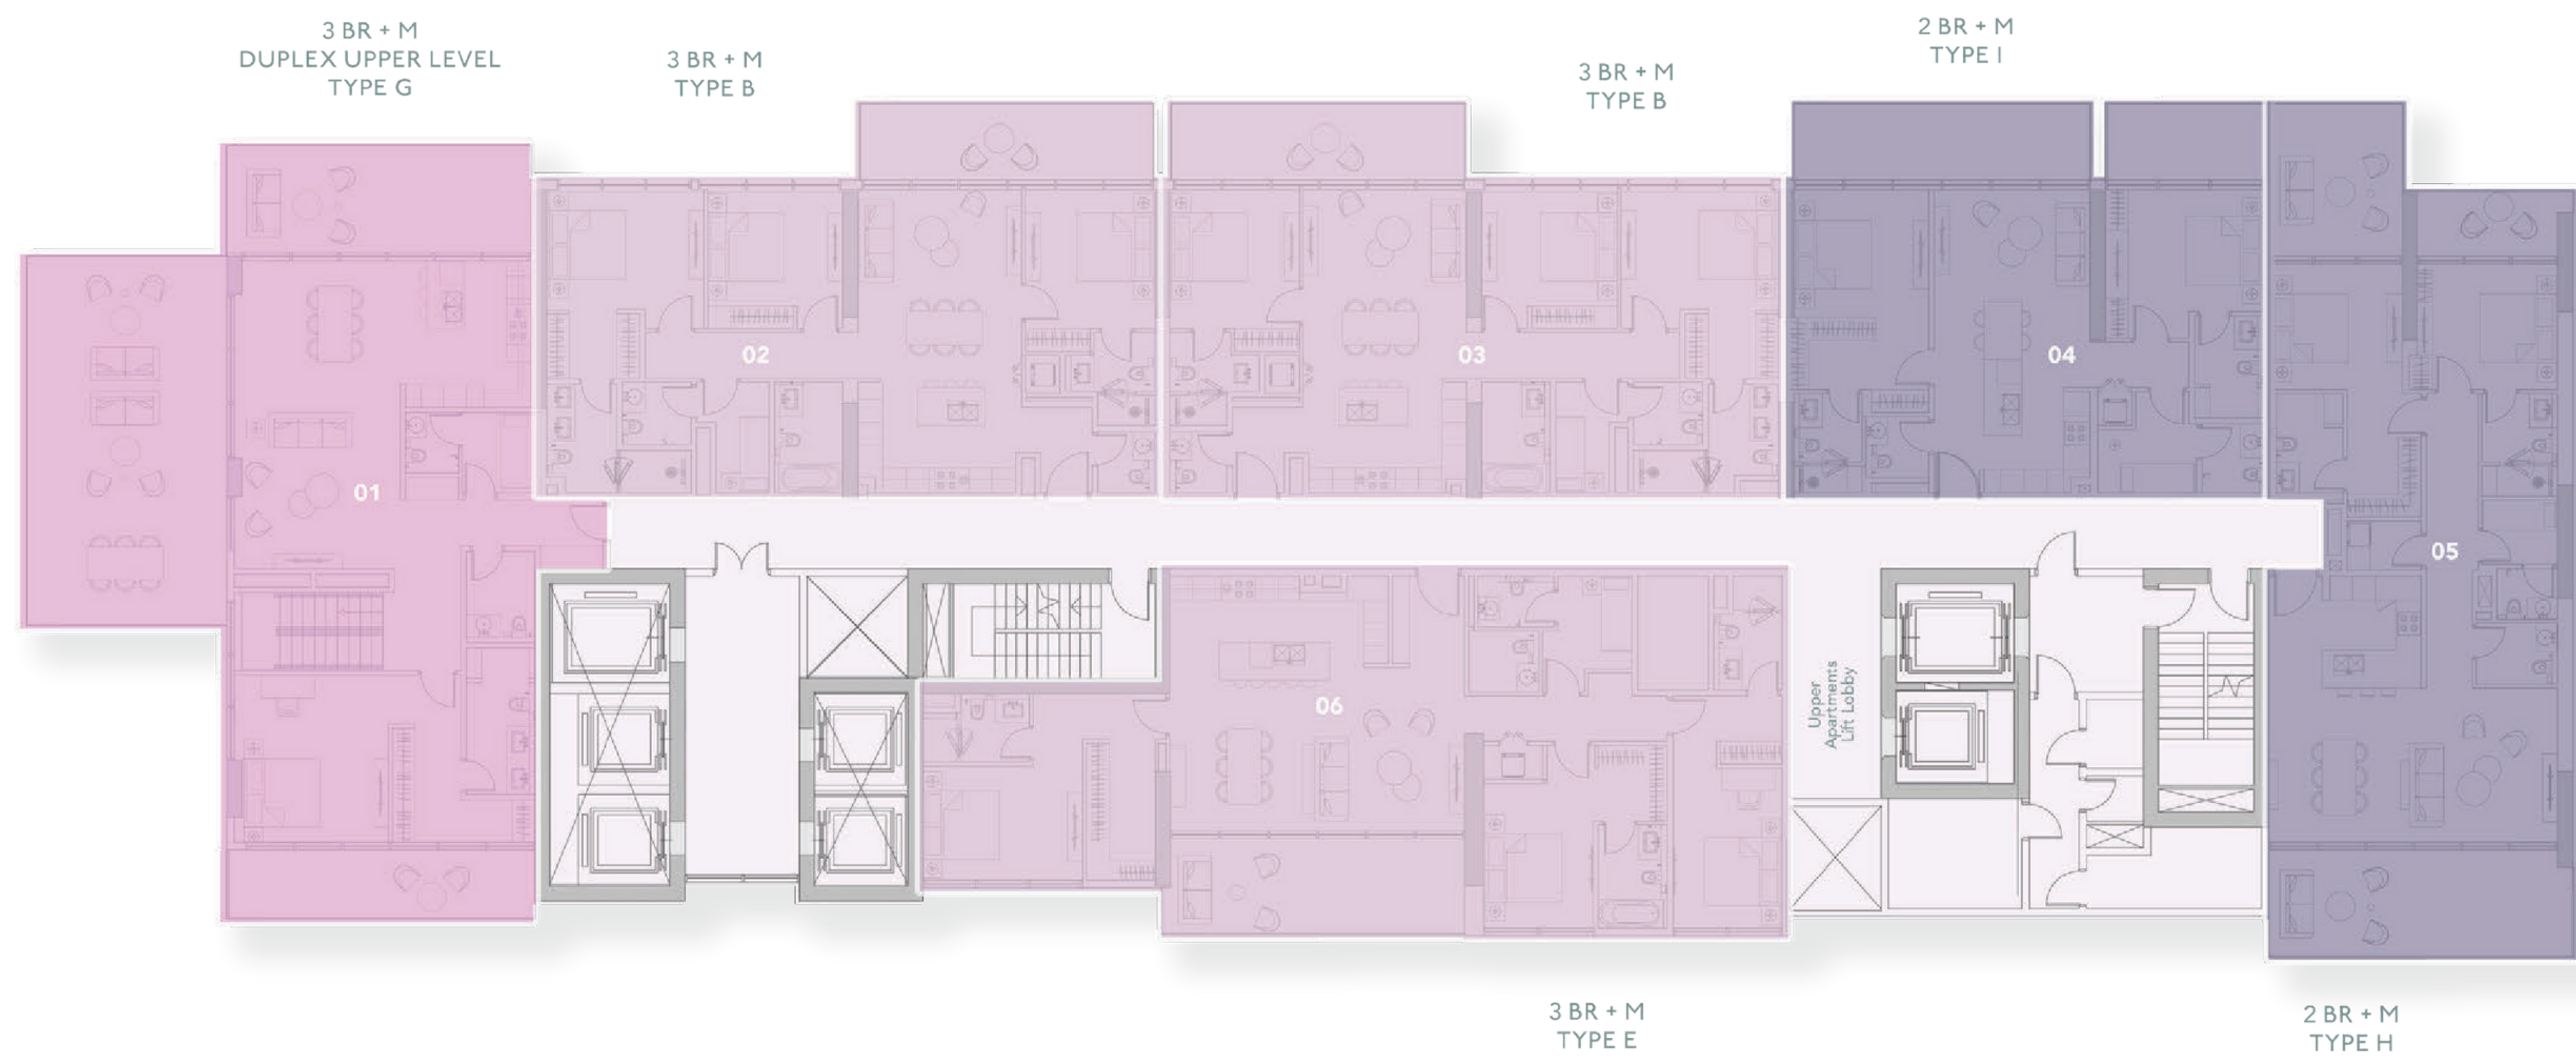 3 BR + M
DUPLEX UPPER LEVEL
TYPE G
3 BR + M
TYPE B
3 BR + M
TYPE B
2 BR + M
TYPE I
01
02
03
04
05
06
Upper
Apartments
Lift Lobby
3 BR + M
TYPE E
2 BR + M
TYPE H